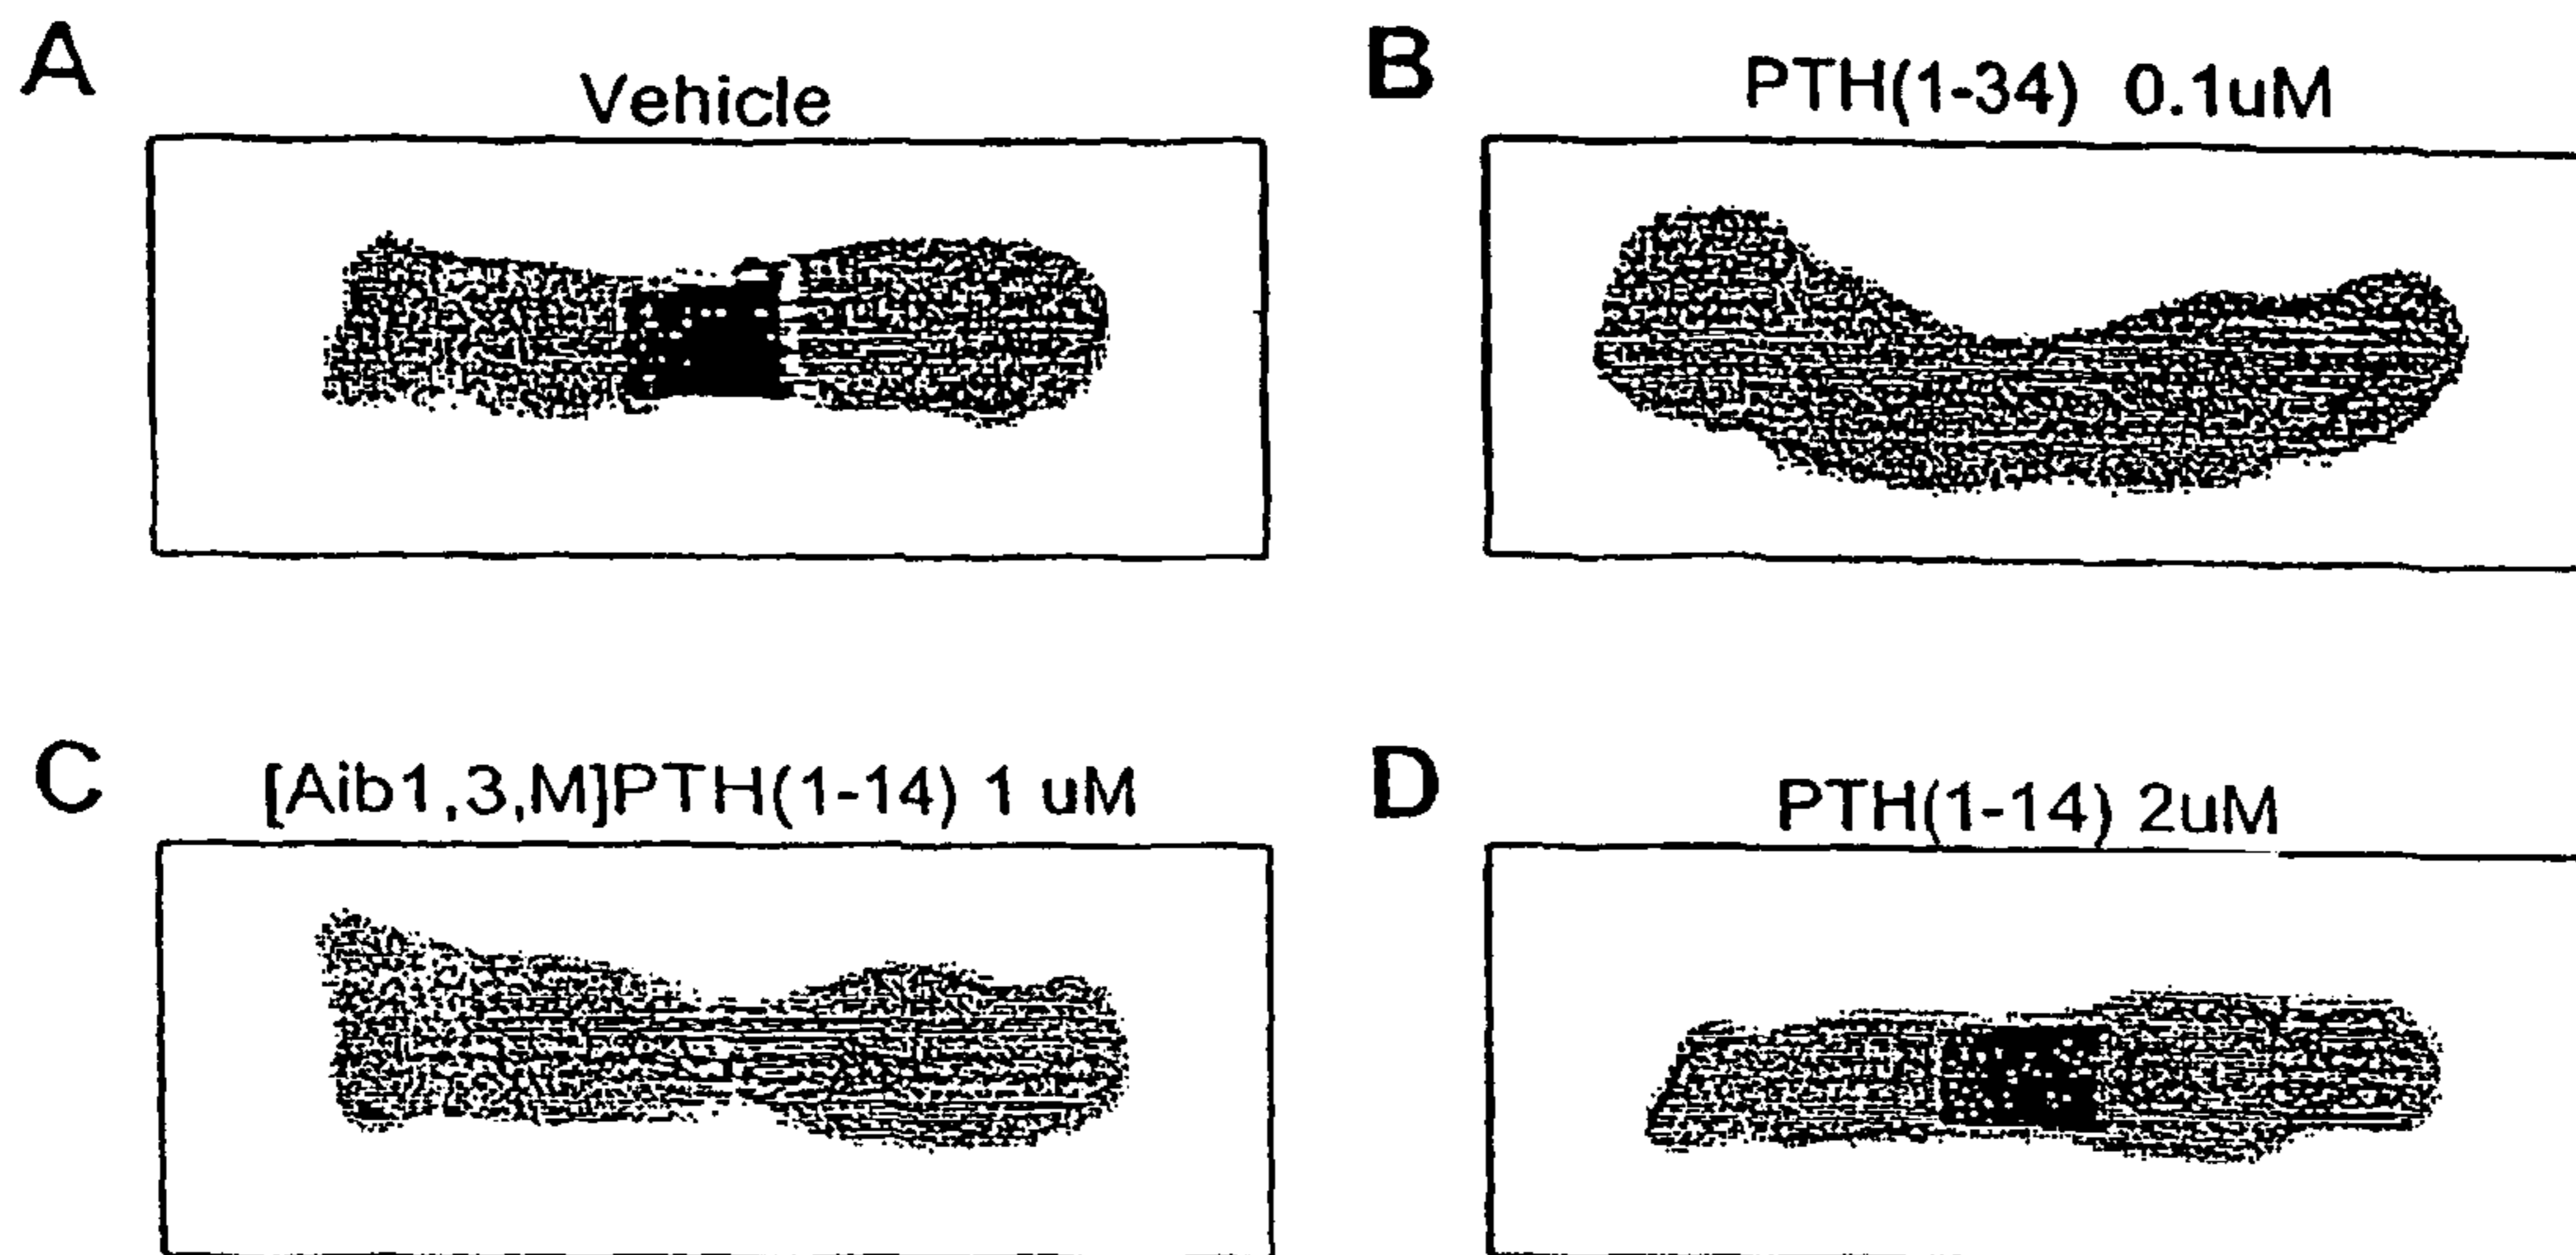 A
Vehicle
B
PTH(1-34) 0.1uM
C
[Aib1,3,M]PTH(1-14) 1 uM
D
PTH(1-14) 2uM